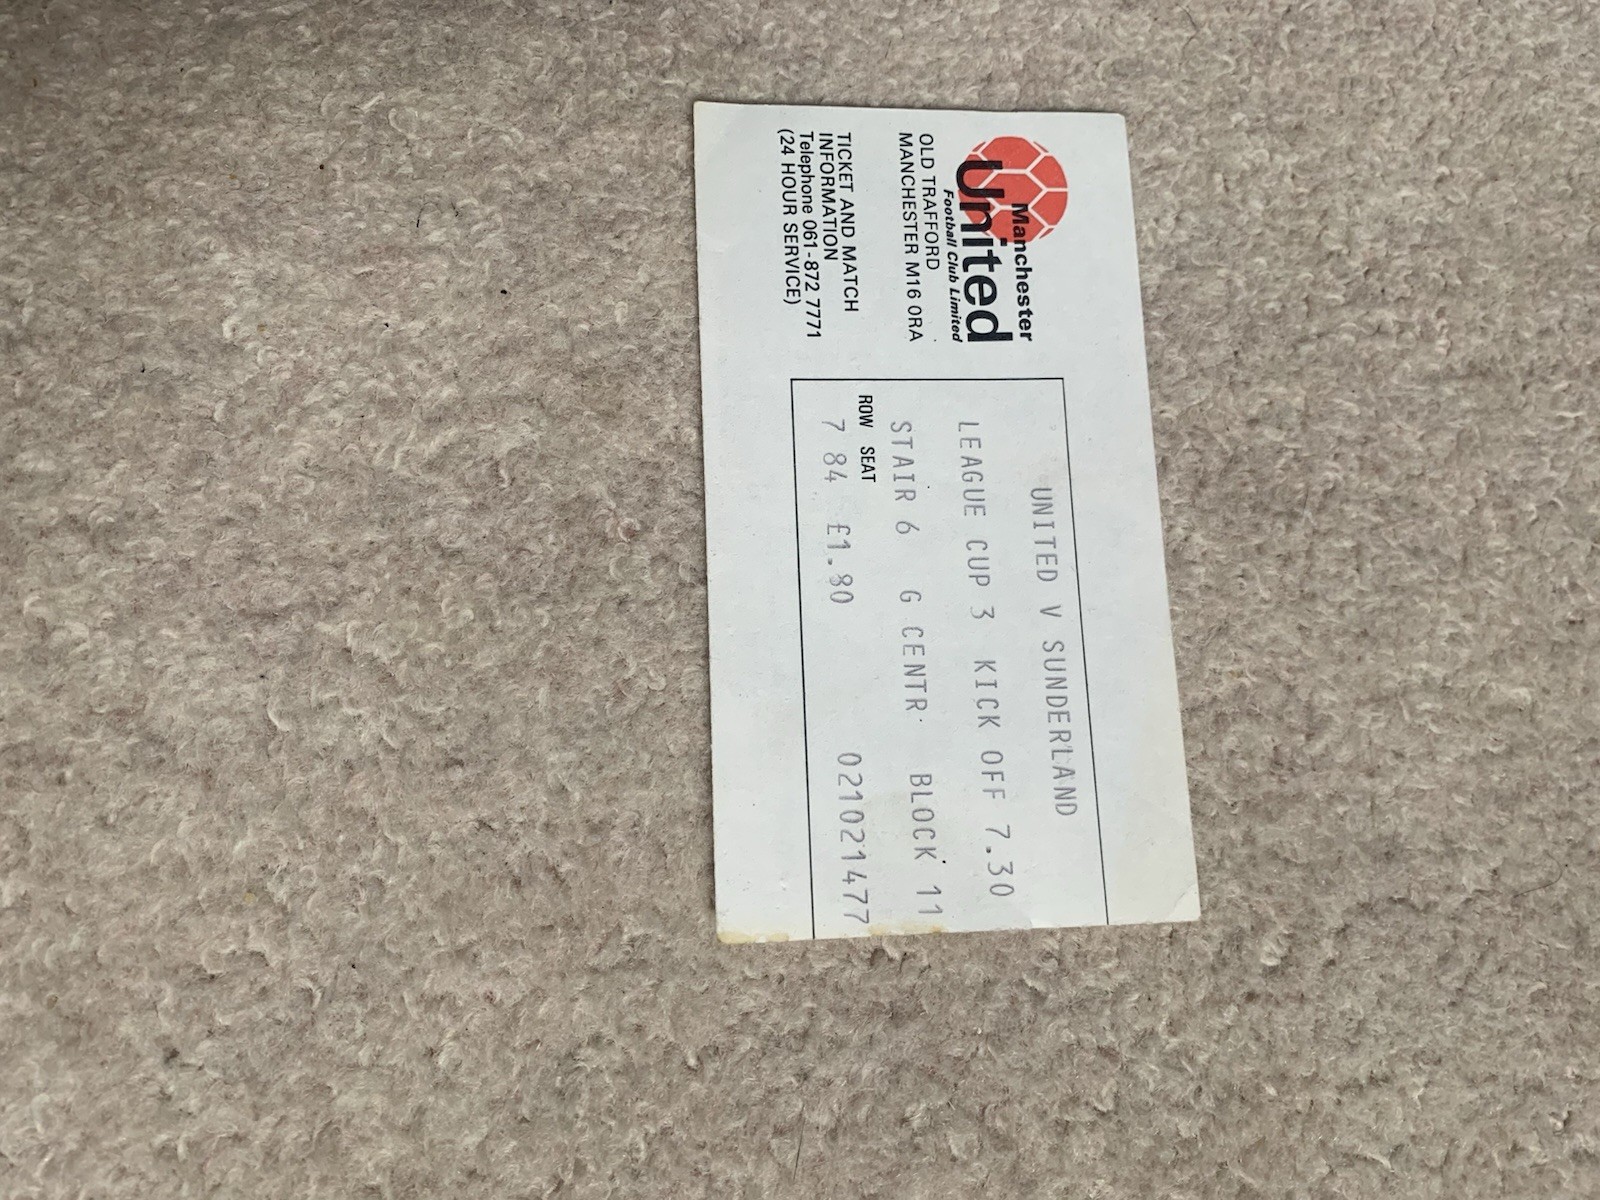 Manchester
United
Football Club Limited
OLD TRAFFORD
MANCHESTER M16 0RA
TICKET AND MATCH
INFORMATION
Telephone 061-872 7771
(24 HOUR SERVICE)
UNITED V SUNDERLAND
LEAGUE CUP 3 KICK OFF 7.30
STAIR 6 G CENTR BLOCK 11
ROW SEAT
7 84 £1.80 021021477